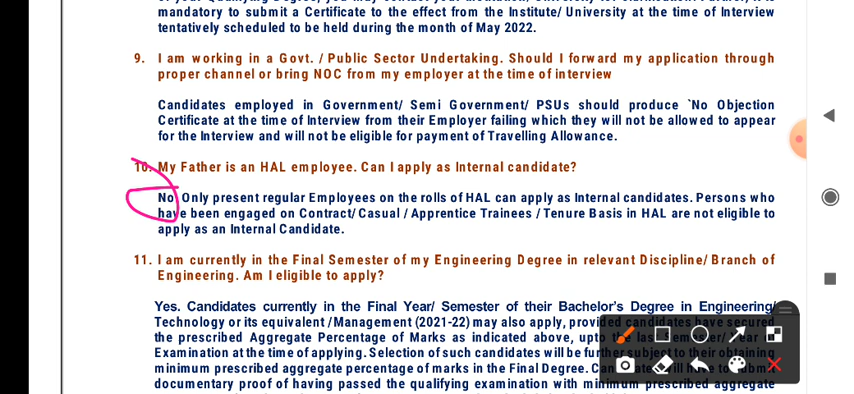 mandatory to submit a Certificate to the effect from the Institute/ University at the time of Interview
tentatively scheduled to be held during the month of May 2022.
9. I am working in a Govt. / Public Sector Undertaking. Should I forward my application through
proper channel or bring NOC from my employer at the time of interview
Candidates employed in Government/ Semi Government/ PSUs should produce `No Objection
Certificate at the time of Interview from their Employer failing which they will not be allowed to appear
for the Interview and will not be eligible for payment of Travelling Allowance.
10. My Father is an HAL employee. Can I apply as Internal candidate?
No. Only present regular Employees on the rolls of HAL can apply as Internal candidates. Persons who
have been engaged on Contract/ Casual / Apprentice Trainees / Tenure Basis in HAL are not eligible to
apply as an Internal Candidate.
11. I am currently in the Final Semester of my Engineering Degree in relevant Discipline/ Branch of
Engineering. Am I eligible to apply?
Yes. Candidates currently in the Final Year/ Semester of their Bachelor's Degree in Engineering/
Technology or its equivalent /Management (2021-22) may also apply, provided candidates have secured
the prescribed Aggregate Percentage of Marks as indicated above, upto the last Semester/ Year
Examination at the time of applying. Selection of such candidates will be further subject to their obtaining
minimum prescribed aggregate percentage of marks in the Final Degree. Candidates will have to submit
documentary proof of having passed the qualifying examination with minimum prescribed aggregate